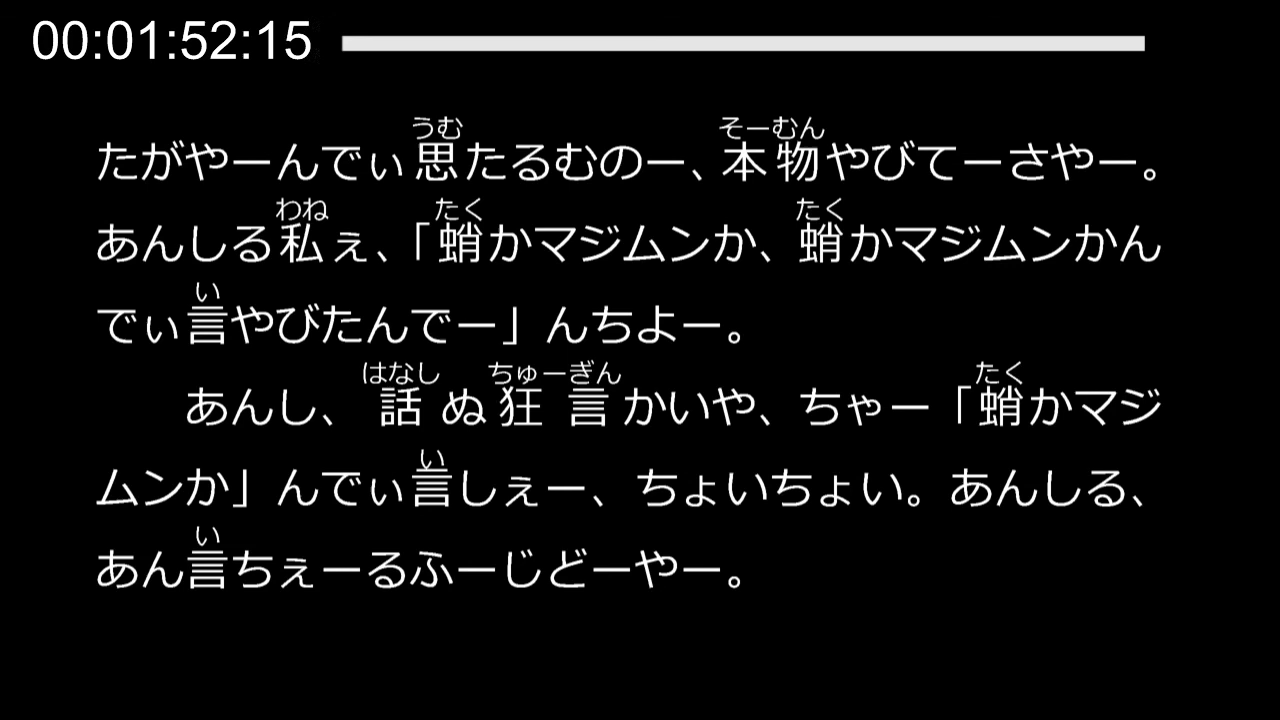 00:01:52:15
たがやーんでぃ思たるむのー、本物やびてーさやー。
あんしる私ぇ、「蛸かマジムンか、蛸かマジムンかん
でぃ言やびたんでー」んちよー。
あんし、話ぬ狂言かいや、ちゃー「蛸かマジ
ムンか」んでぃ言しぇー、ちょいちょい。あんしる、
あん言ちぇーるふーじどーやー。